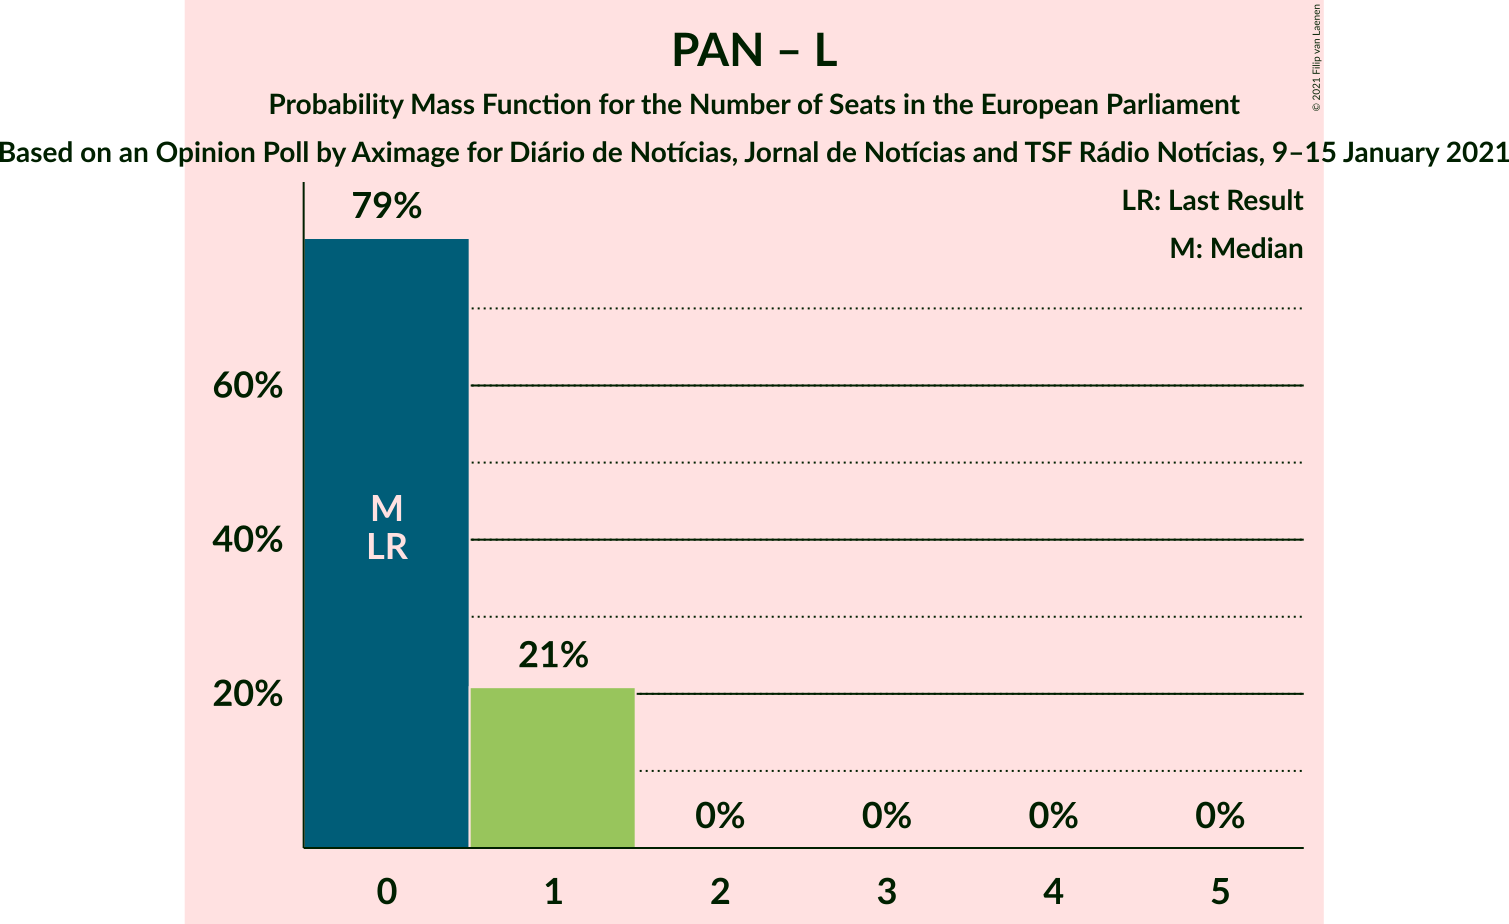 PAN – L
Probability Mass Function for the Number of Seats in the European Parliament
Based on an Opinion Poll by Aximage for Diário de Notícias, Jornal de Notícias and TSF Rádio Notícias, 9–15 January 2021
© 2021 Filip van Laenen
LR: Last Result
M: Median
79%
60%
M
40%
LR
21%
20%
0% 0% 0% 0%
0 1 2 3 4 5